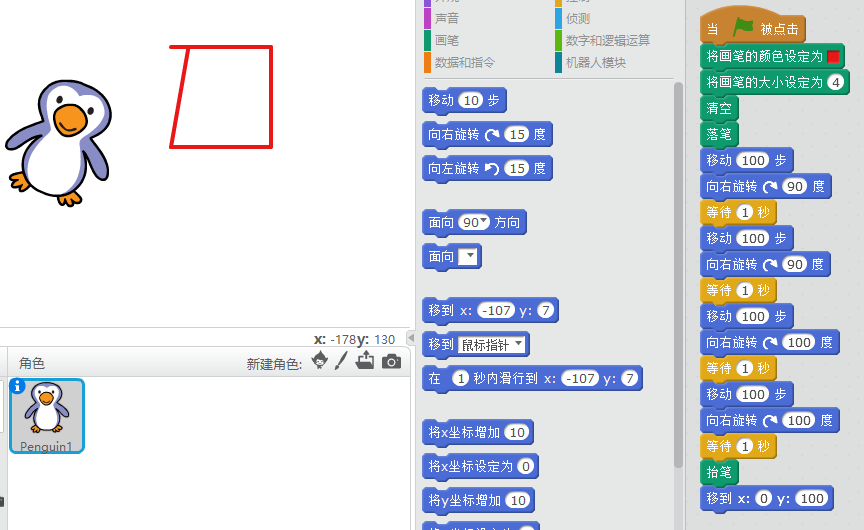 声音
侦测
画笔
数字和逻辑运算
数据和指令
机器人模块
移动 10 步
向右旋转 15 度
向左旋转 15 度
面向 90 方向
面向
移到 x: -107 y: 7
移到 鼠标指针
在 1 秒内滑行到 x: -107 y: 7
将x坐标增加 10
将x坐标设定为 0
将y坐标增加 10
当 被点击
将画笔的颜色设定为
将画笔的大小设定为 4
清空
落笔
移动 100 步
向右旋转 90 度
等待 1 秒
移动 100 步
向右旋转 90 度
等待 1 秒
移动 100 步
向右旋转 100 度
等待 1 秒
移动 100 步
向右旋转 100 度
等待 1 秒
抬笔
移到 x: 0 y: 100
x: -178 y: 130
角色
新建角色:
Penguin1